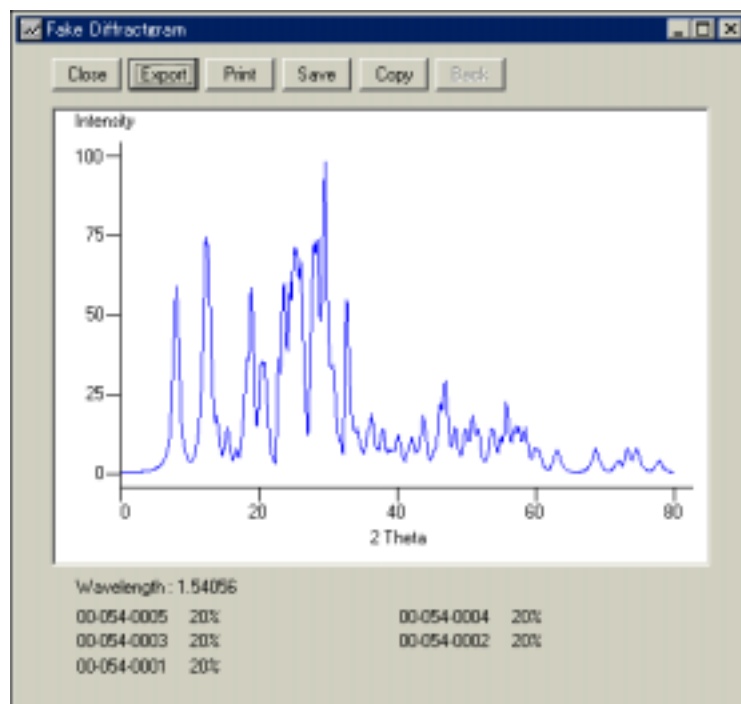 Fake Diffractgram
Close Export Print Save Copy Back
Intensity
100
75
50
25
0
0 20 40 60 80
2 Theta
Wavelength : 1.54056
00-054-0005 20% 00-054-0004 20%
00-054-0003 20% 00-054-0002 20%
00-054-0001 20%